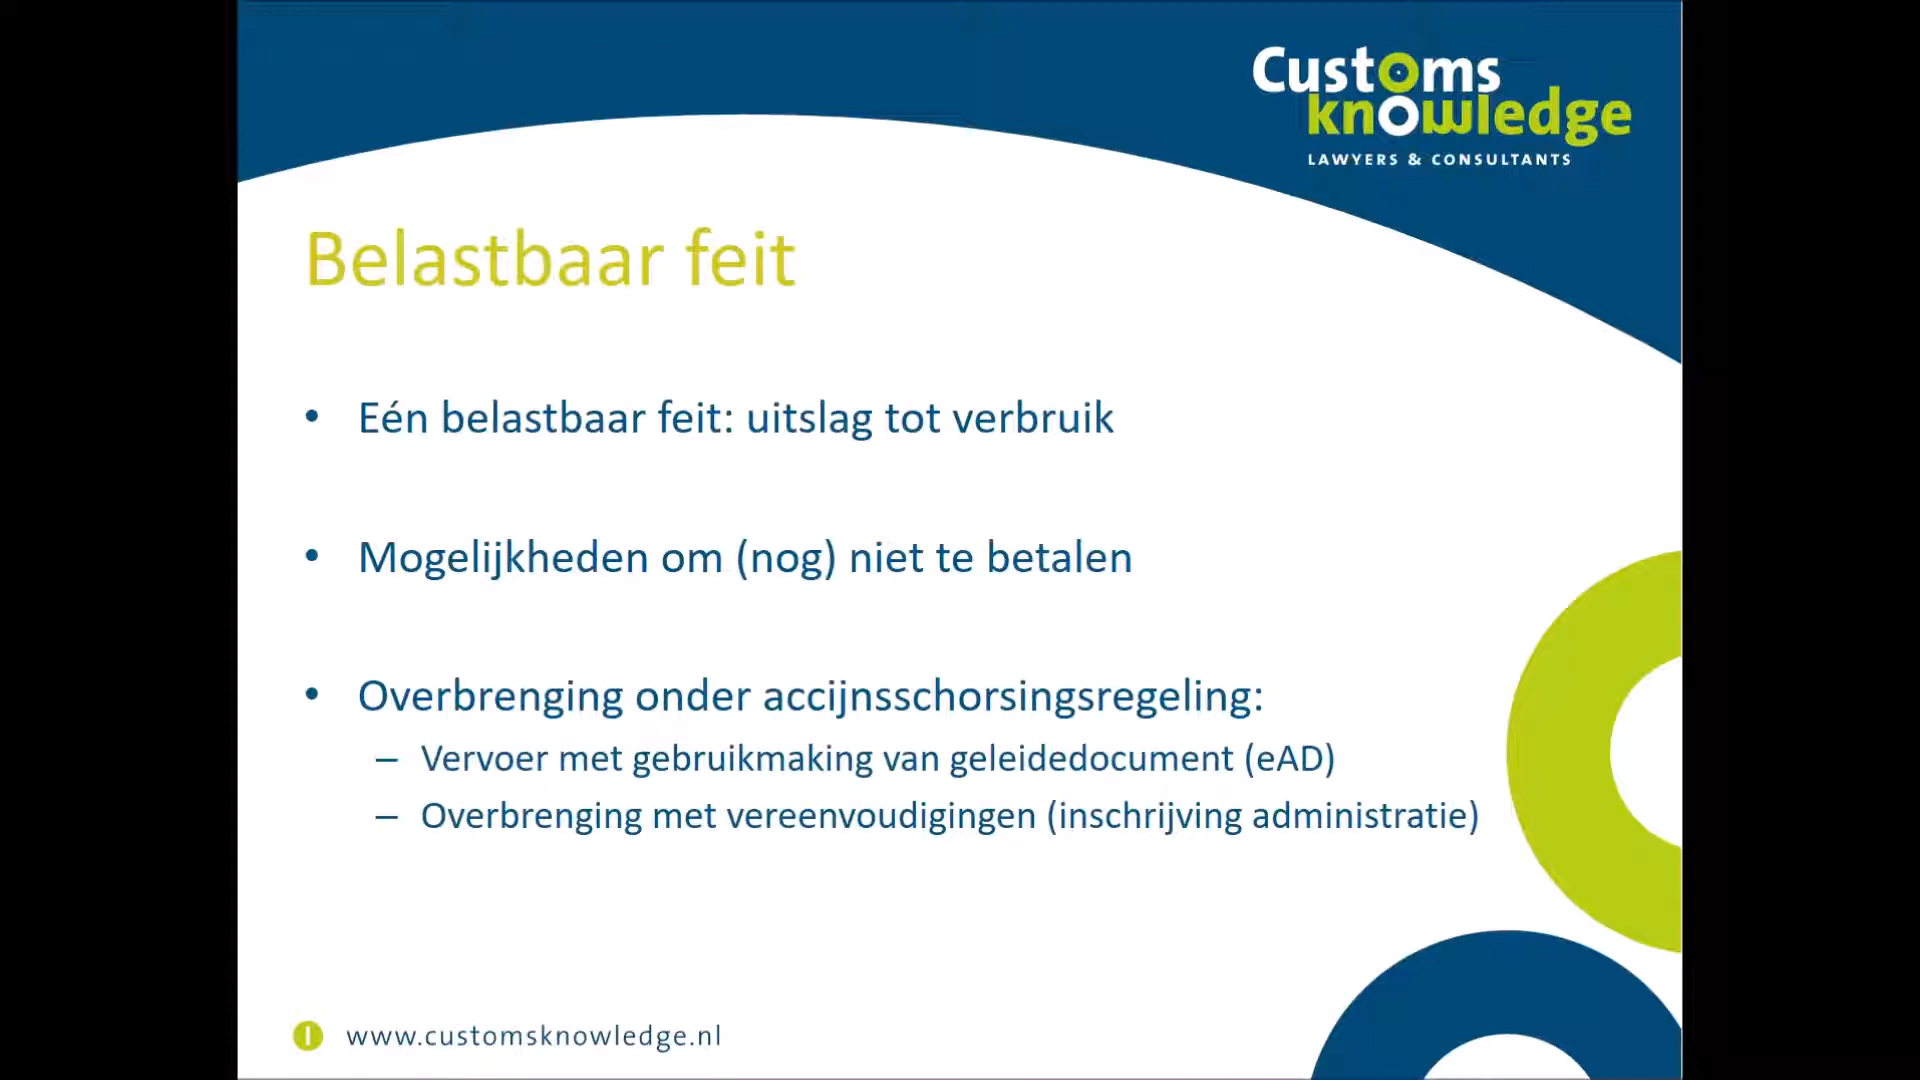 Customs
knowledge
LAWYERS & CONSULTANTS
Belastbaar feit
• Eén belastbaar feit: uitslag tot verbruik
• Mogelijkheden om (nog) niet te betalen
• Overbrenging onder accijnsschorsingsregeling:
– Vervoer met gebruikmaking van geleidedocument (eAD)
– Overbrenging met vereenvoudigingen (inschrijving administratie)
www.customsknowledge.nl